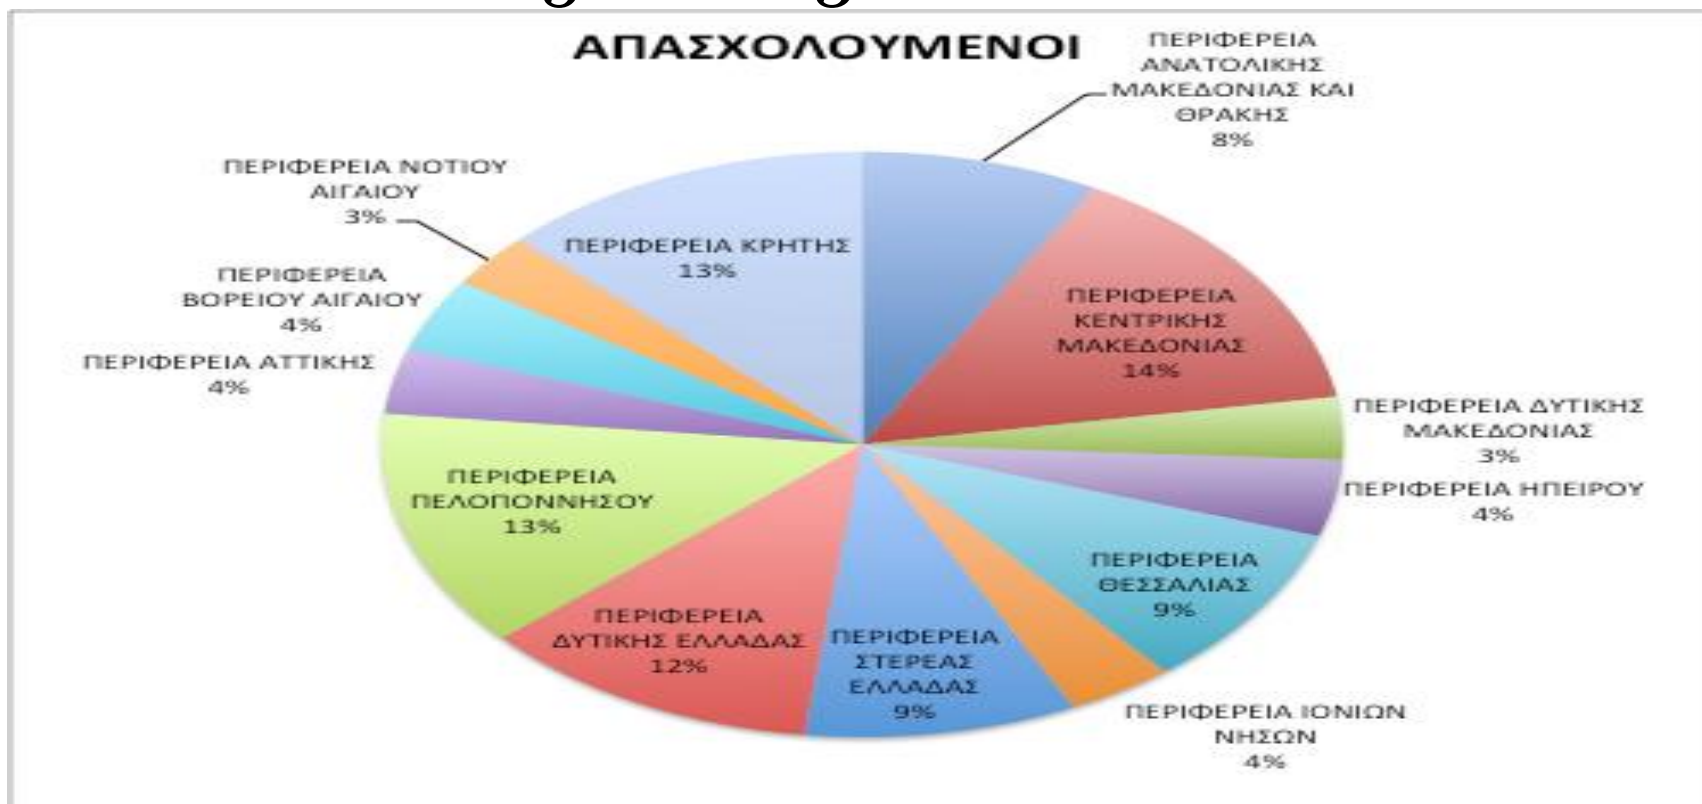 ΑΠΑΣΧΟΛΟΥΜΕΝΟΙ
ΠΕΡΙΦΕΡΕΙΑ
ΑΝΑΤΟΛΙΚΗΣ
ΜΑΚΕΔΟΝΙΑΣ ΚΑΙ
ΘΡΑΚΗΣ
8%
ΠΕΡΙΦΕΡΕΙΑ
ΚΕΝΤΡΙΚΗΣ
ΜΑΚΕΔΟΝΙΑΣ
14%
ΠΕΡΙΦΕΡΕΙΑ ΔΥΤΙΚΗΣ
ΜΑΚΕΔΟΝΙΑΣ
3%
ΠΕΡΙΦΕΡΕΙΑ ΗΠΕΙΡΟΥ
4%
ΠΕΡΙΦΕΡΕΙΑ
ΘΕΣΣΑΛΙΑΣ
9%
ΠΕΡΙΦΕΡΕΙΑ ΙΟΝΙΩΝ
ΝΗΣΩΝ
4%
ΠΕΡΙΦΕΡΕΙΑ
ΣΤΕΡΕΑΣ
ΕΛΛΑΔΑΣ
9%
ΠΕΡΙΦΕΡΕΙΑ
ΔΥΤΙΚΗΣ ΕΛΛΑΔΑΣ
12%
ΠΕΡΙΦΕΡΕΙΑ
ΠΕΛΟΠΟΝΝΗΣΟΥ
13%
ΠΕΡΙΦΕΡΕΙΑ ΑΤΤΙΚΗΣ
4%
ΠΕΡΙΦΕΡΕΙΑ
ΒΟΡΕΙΟΥ ΑΙΓΑΙΟΥ
4%
ΠΕΡΙΦΕΡΕΙΑ ΝΟΤΙΟΥ
ΑΙΓΑΙΟΥ
3%
ΠΕΡΙΦΕΡΕΙΑ ΚΡΗΤΗΣ
13%